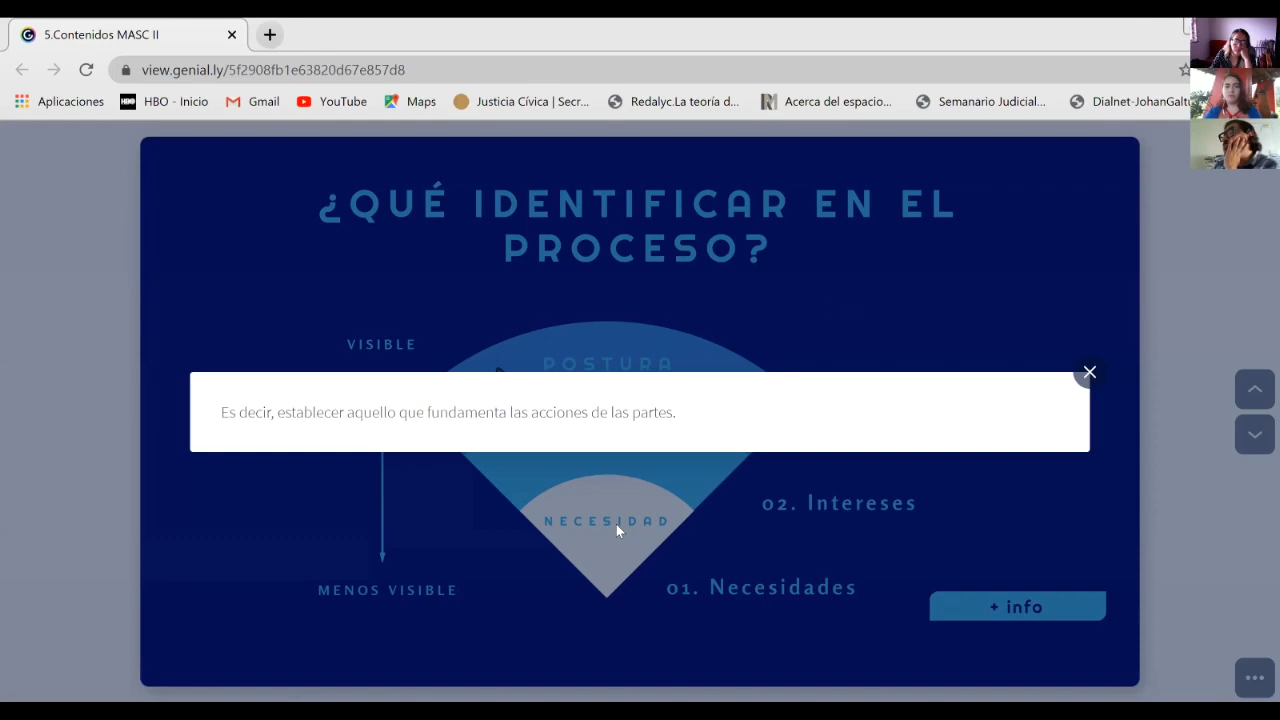 5.Contenidos MASC II
view.genial.ly/5f2908fb1e63820d67e857d8
Aplicaciones
HBO HBO - Inicio
Gmail
YouTube
Maps
Justicia Cívica | Secr...
Redalyc.La teoría d...
Acerca del espacio...
Semanario Judicial...
Dialnet-JohanGaltu
¿QUÉ IDENTIFICAR EN EL
PROCESO?
VISIBLE
POSTURA
Es decir, establecer aquello que fundamenta las acciones de las partes.
02. Intereses
NECESIDAD
01. Necesidades
MENOS VISIBLE
+ info